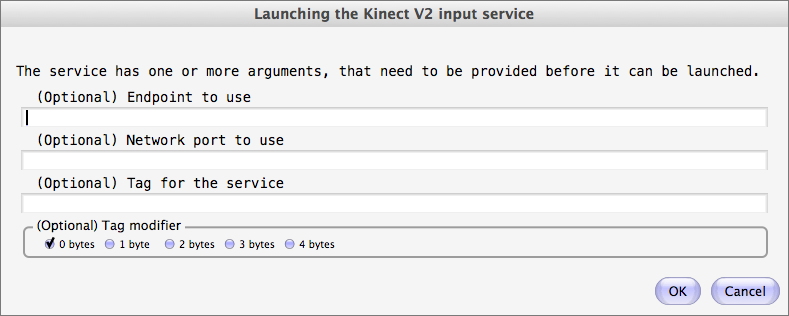 Launching the Kinect V2 input service
The service has one or more arguments, that need to be provided before it can be launched.
(Optional) Endpoint to use
(Optional) Network port to use
(Optional) Tag for the service
(Optional) Tag modifier
0 bytes 1 byte 2 bytes 3 bytes 4 bytes
OK Cancel